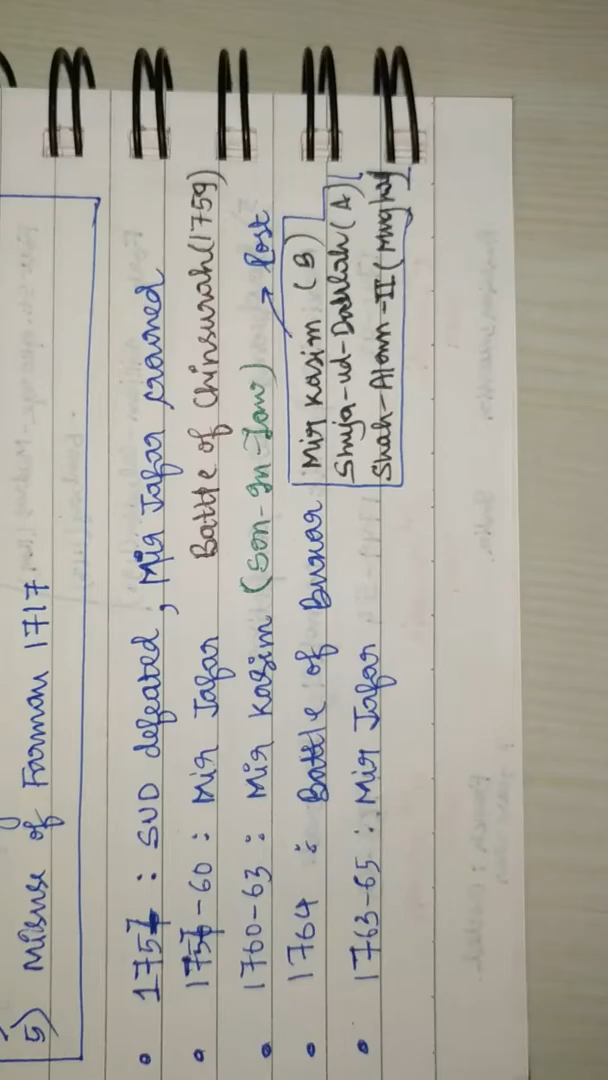 5) Misuse of Farman 1717
• 1757 : SUD defeated, Mir Jafar crowned
• 1757-60 : Mir Jafar Battle of Chinsurah (1759)
• 1760-63 : Mir Kasim (Son-In-Law) → Post
• 1764 : Battle of Buxar Mir Kasim (B)
Shuja-ud-Daulah (A)
Shah-Alam-II (Mughal)
• 1763-65 : Mir Jafar